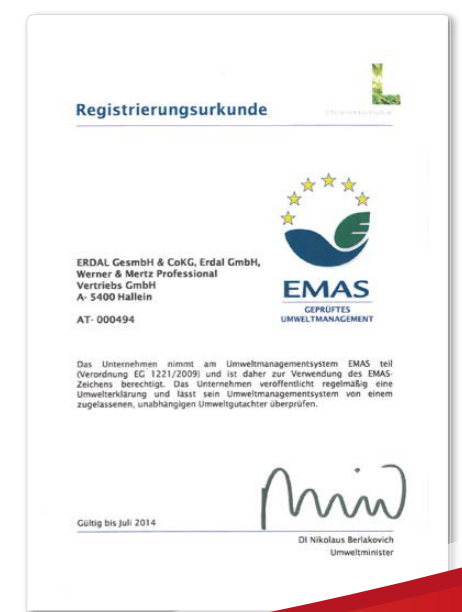 Registrierungsurkunde
ERDAL GesmbH & CoKG, Erdal GmbH,
Werner & Mertz Professional
Vertriebs GmbH
A- 5400 Hallein
AT- 000494
EMAS
GEPRÜFTES
UMWELTMANAGEMENT
Das Unternehmen nimmt am Umweltmanagementsystem EMAS teil
(Verordnung EG 1221/2009) und ist daher zur Verwendung des EMAS-
Zeichens berechtigt. Das Unternehmen veröffentlicht regelmäßig eine
Umwelterklärung und lässt sein Umweltmanagementsystem von einem
zugelassenen, unabhängigen Umweltgutachter überprüfen.
Gültig bis Juli 2014
DI Nikolaus Berlakovich
Umweltminister